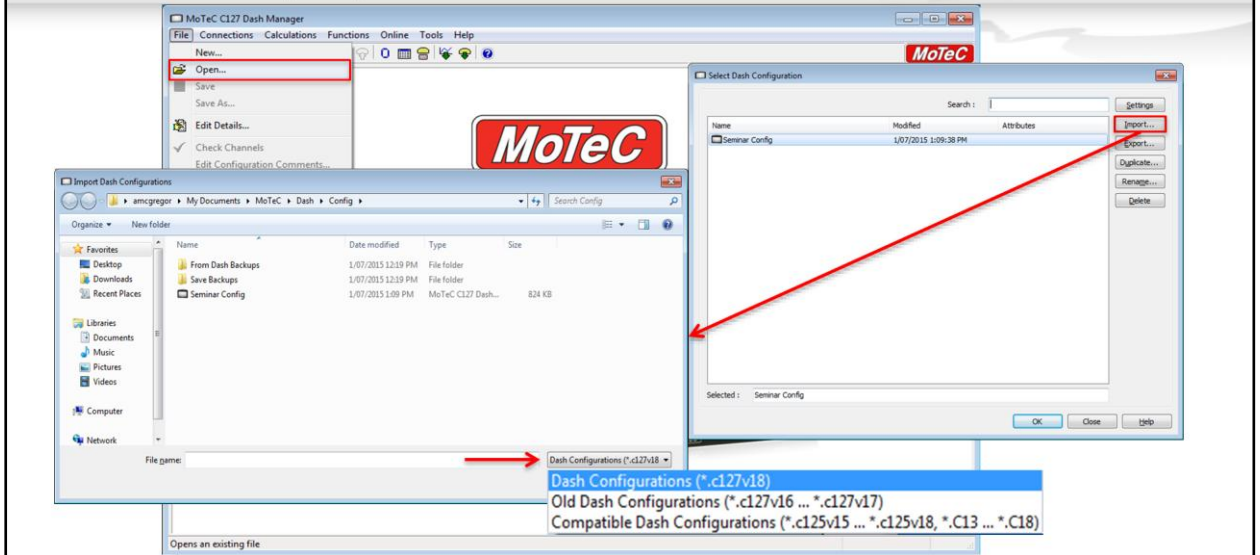 MoTeC C127 Dash Manager
File Connections Calculations Functions Online Tools Help
New...
Open...
Save
Save As...
Edit Details...
Check Channels
Edit Configuration Comments...
MoTeC
MoTeC
Opens an existing file
Select Dash Configuration
Search :
Settings
Name Modified Attributes
Import...
Seminar Config 1/07/2015 1:09:38 PM
Export...
Duplicate...
Rename...
Delete
Selected : Seminar Config
OK Close Help
Import Dash Configurations
amcgregor My Documents MoTeC Dash Config
Search Config
Organize New folder
Favorites
Desktop
Downloads
Recent Places
Libraries
Documents
Music
Pictures
Videos
Computer
Network
Name Date modified Type Size
From Dash Backups 1/07/2015 12:19 PM File folder
Save Backups 1/07/2015 12:19 PM File folder
Seminar Config 1/07/2015 1:09 PM MoTeC C127 Dash... 824 KB
File name:
Dash Configurations (*.c127v18
Dash Configurations (*.c127v18)
Old Dash Configurations (*.c127v16 ... *.c127v17)
Compatible Dash Configurations (*.c125v15 ... *.c125v18, *.C13 ... *.C18)